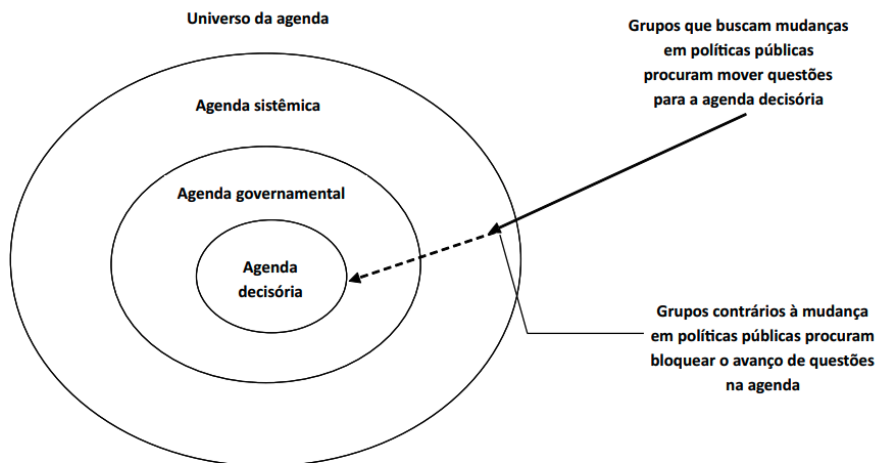 Universo da agenda
Grupos que buscam mudanças
em políticas públicas
procuram mover questões
para a agenda decisória
Agenda sistêmica
Agenda governamental
Agenda
decisória
Grupos contrários à mudança
em políticas públicas procuram
bloquear o avanço de questões
na agenda